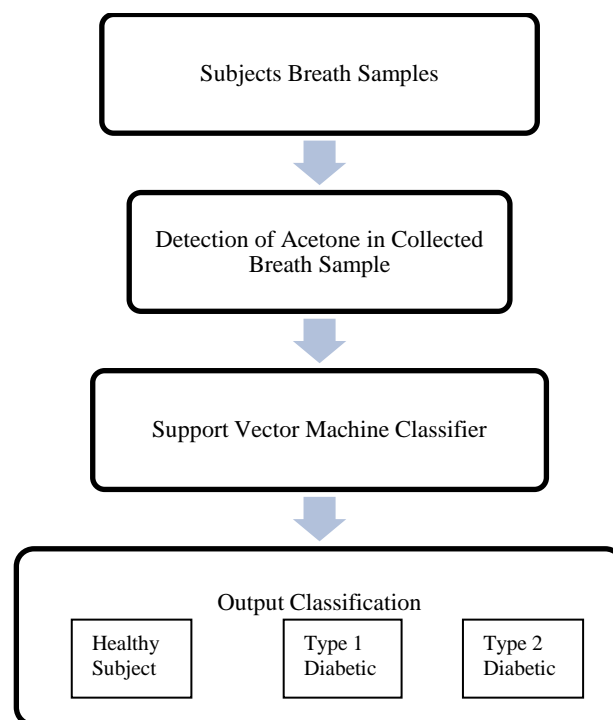 Subjects Breath Samples
Detection of Acetone in Collected
Breath Sample
Support Vector Machine Classifier
Output Classification
Healthy
Subject
Type 1
Diabetic
Type 2
Diabetic